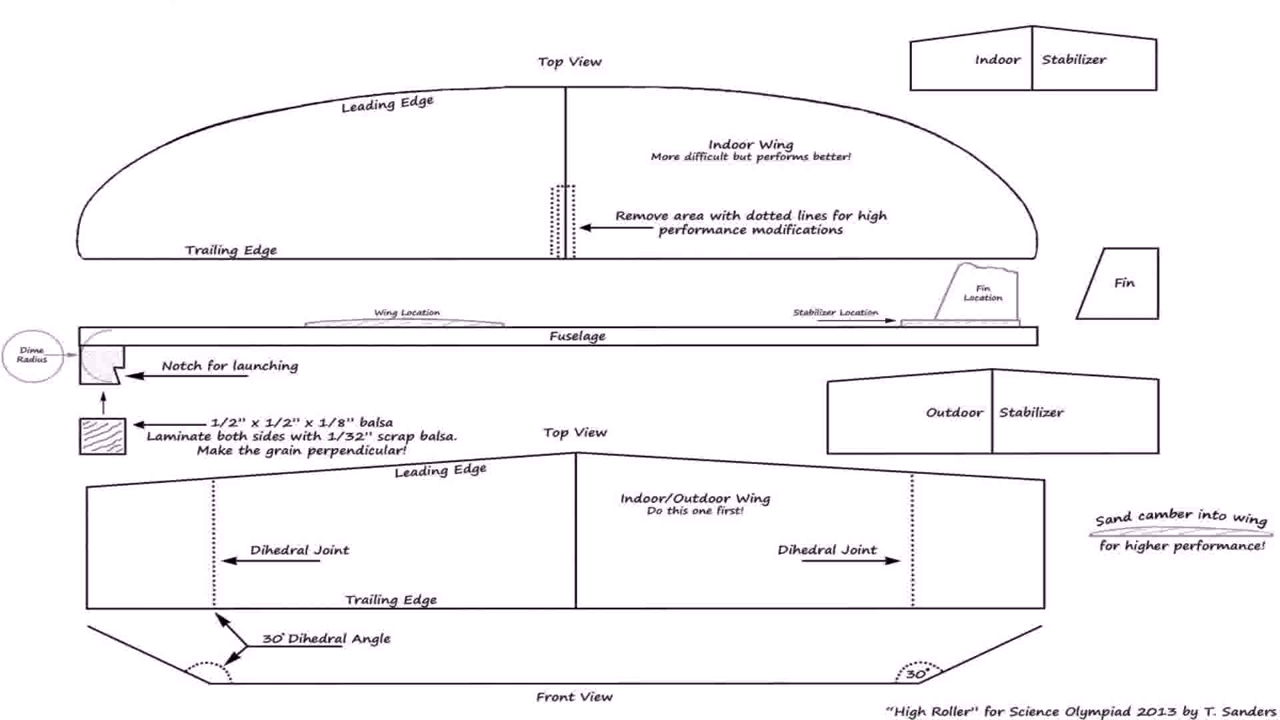 Top View
Indoor Stabilizer
Leading Edge
Indoor Wing
More difficult but performs better!
Remove area with dotted lines for high
performance modifications
Trailing Edge
Fin
Location
Fin
Wing Location
Stabilizer Location
Fuselage
Dime
Radius
Notch for launching
1/2" x 1/2" x 1/8" balsa
Laminate both sides with 1/32" scrap balsa.
Make the grain perpendicular!
Outdoor Stabilizer
Top View
Leading Edge
Indoor/Outdoor Wing
Do this one first!
Sand camber into wing
for higher performance!
Dihedral Joint
Dihedral Joint
Trailing Edge
30° Dihedral Angle
30°
Front View
"High Roller" for Science Olympiad 2013 by T. Sanders